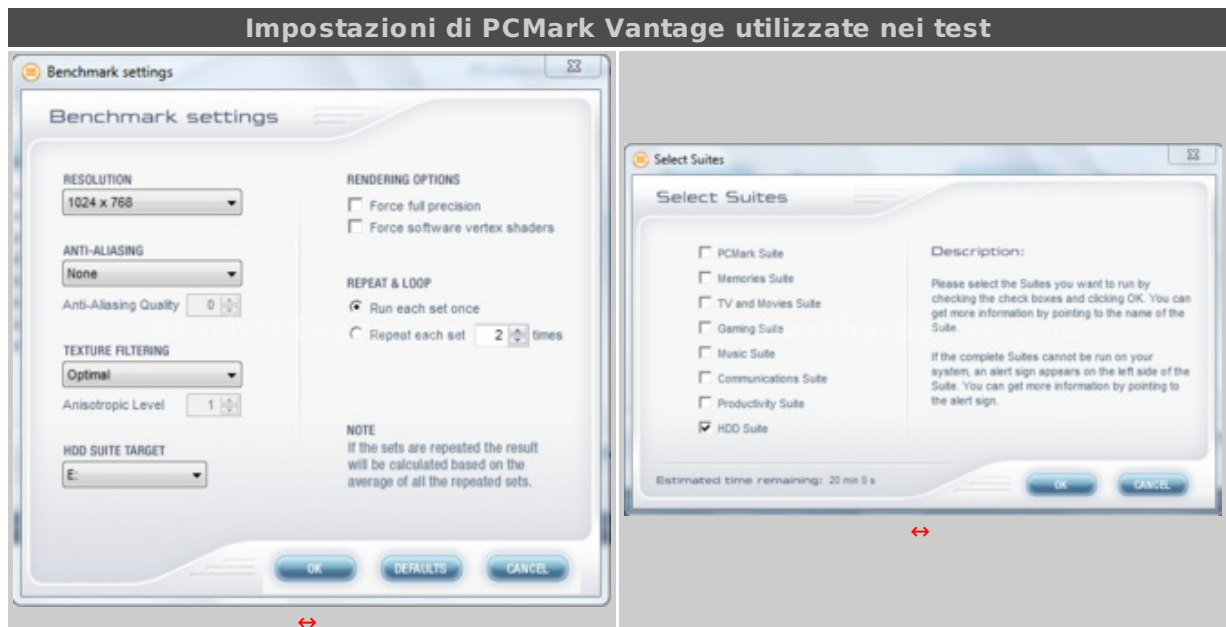 Impostazioni di PCMark Vantage utilizzate nei test
Benchmark settings
Benchmark settings
RESOLUTION
1024 x 768
ANTI-ALIASING
None
Anti-Aliasing Quality 0
TEXTURE FILTERING
Optimal
Anisotropic Level 1
HDD SUITE TARGET
E:
RENDERING OPTIONS
Force full precision
Force software vertex shaders
REPEAT & LOOP
Run each set once
Repeat each set 2 times
NOTE
If the sets are repeated the result
will be calculated based on the
average of all the repeated sets.
OK DEFAULTS CANCEL
Select Suites
Select Suites
PCMark Suite
Memories Suite
TV and Movies Suite
Gaming Suite
Music Suite
Communications Suite
Productivity Suite
HDD Suite
Description:
Please select the Suites you want to run by
checking the check boxes and clicking OK. You can
get more information by pointing to the name of the
Suite.
If the complete Suites cannot be run on your
system, an alert sign appears on the left side of the
Suite. You can get more information by pointing to
the alert sign.
Estimated time remaining: 20 min 0 s
OK CANCEL